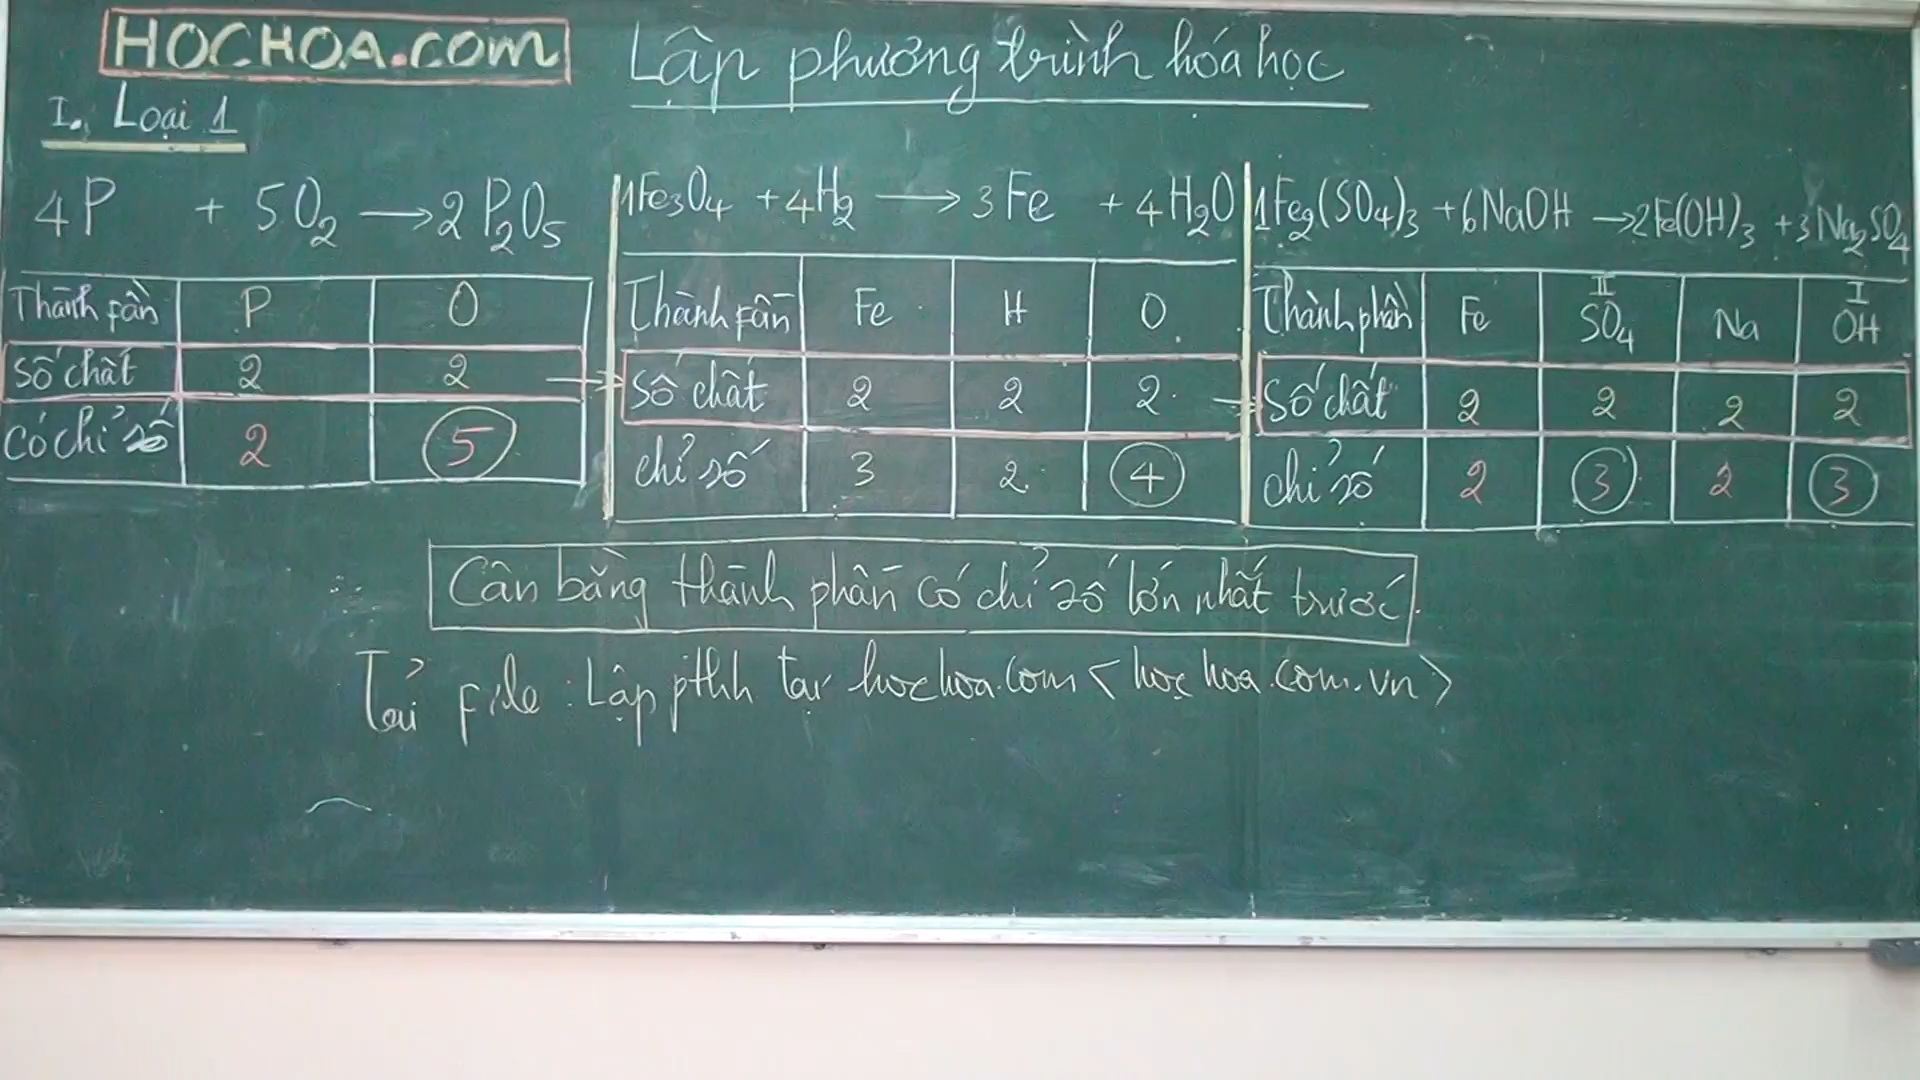 HOCHOA.COM
Lập phương trình hóa học
I. Loại 1
4P + 5O₂ → 2P₂O₅
Thành fần P O
Số chất 2 2
Có chỉ số 2 5
1Fe₃O₄ + 4H₂ → 3Fe + 4H₂O
Thành fần Fe H O
Số chất 2 2 2
chỉ số 3 2 4
1Fe₂(SO₄)₃ + 6NaOH → 2Fe(OH)₃ + 3Na₂SO₄
II I
Thành phần Fe SO₄ Na OH
Số chất 2 2 2 2
chỉ số 2 3 2 3
Cân bằng thành phần có chỉ số lớn nhất trước.
Tải file: Lập pthh tại hochoa.com <hochoa.com.vn>